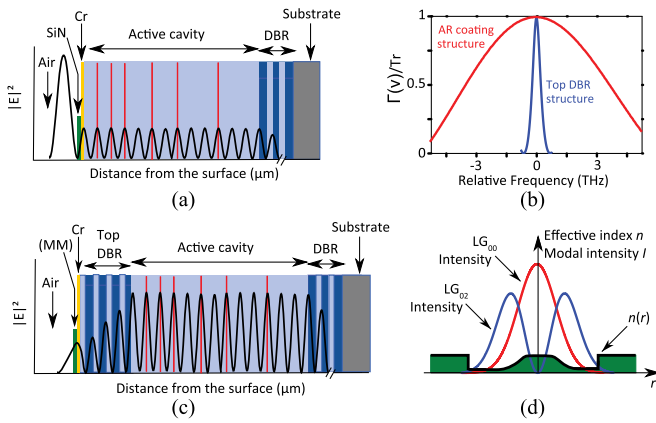 Substrate
Cr
SiN
Active cavity
DBR
Air
|E|²
Distance from the surface (µm)
(a)
Γ(ν)/Tr
1
0.5
0
AR coating
structure
Top DBR
structure
-3
0
3
Relative Frequency (THz)
(b)
Substrate
Cr
(MM)
Top
DBR
Active cavity
DBR
Air
|E|²
Distance from the surface (µm)
(c)
Effective index n
Modal intensity I
LG₀₀
Intensity
LG₀₂
Intensity
n(r)
r
(d)